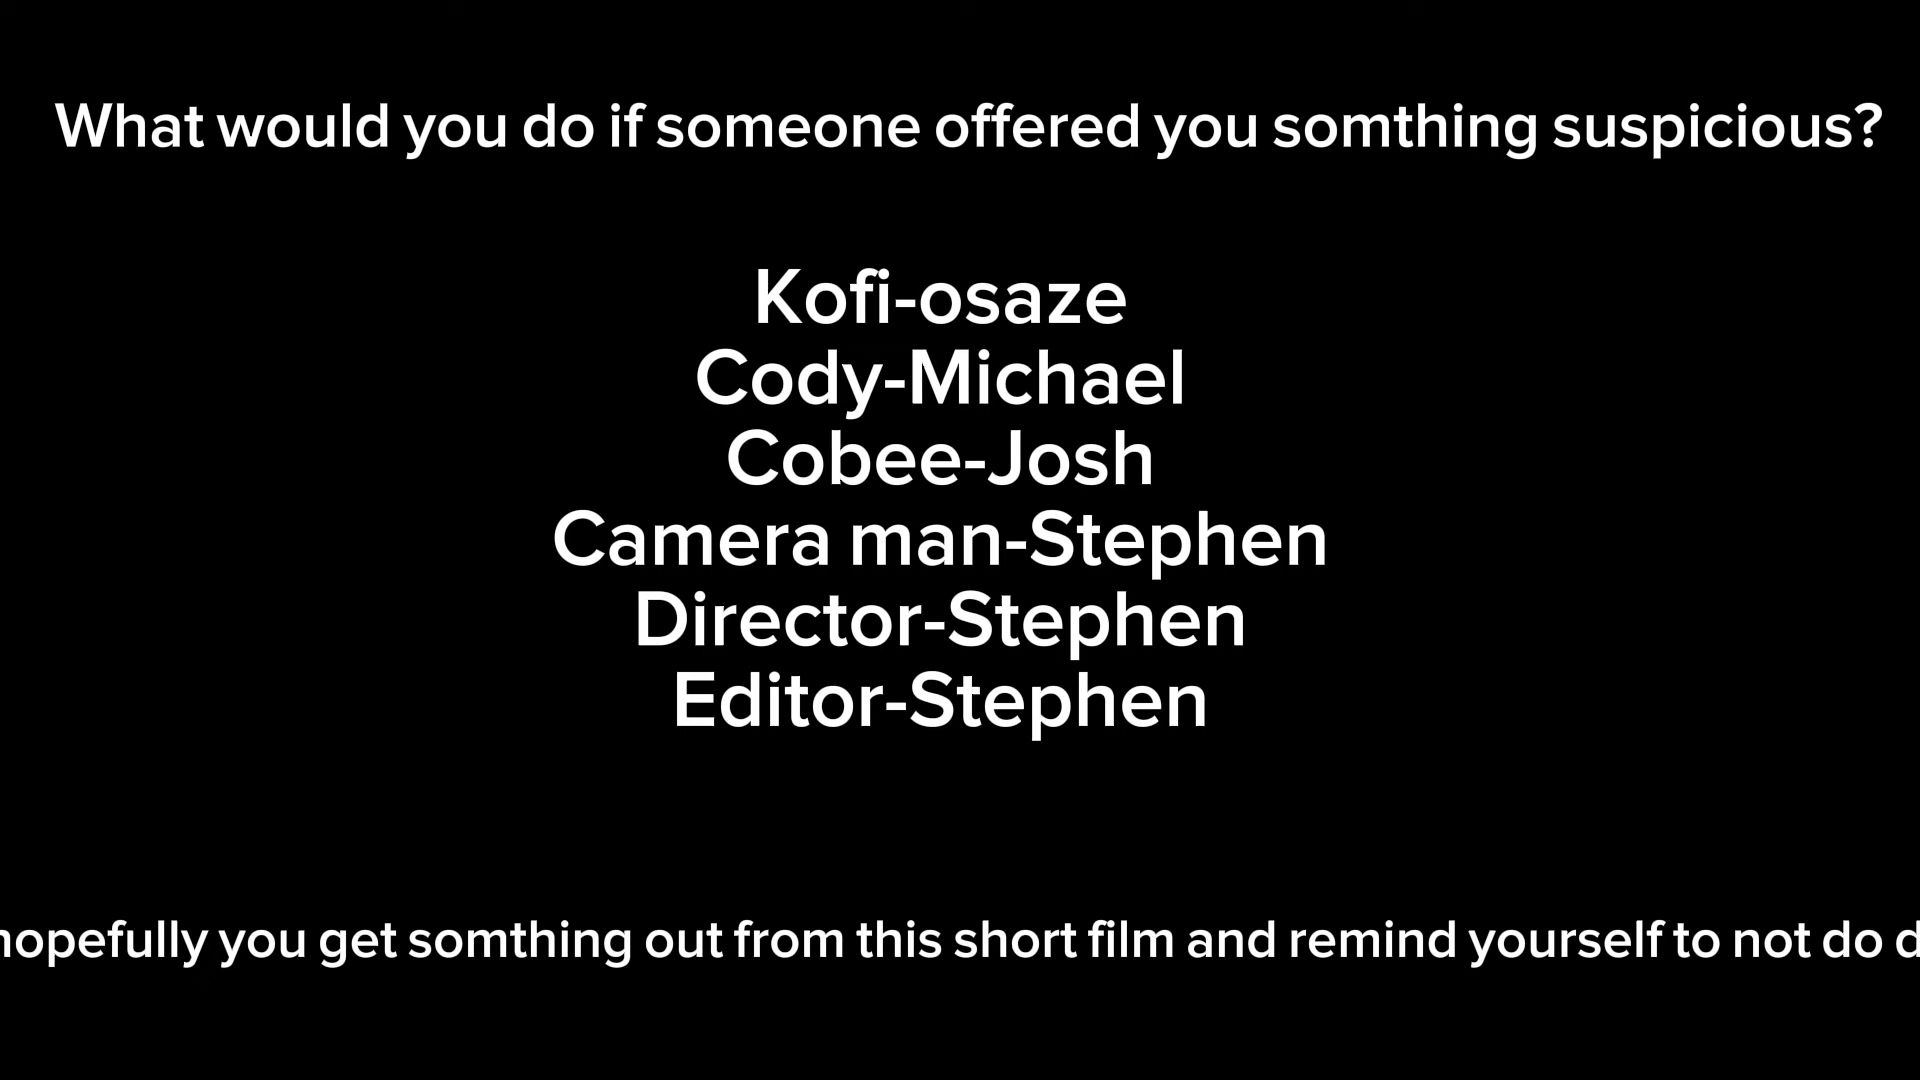 What would you do if someone offered you somthing suspicious?
Kofi-osaze
Cody-Michael
Cobee-Josh
Camera man-Stephen
Director-Stephen
Editor-Stephen
hopefully you get somthing out from this short film and remind yourself to not do